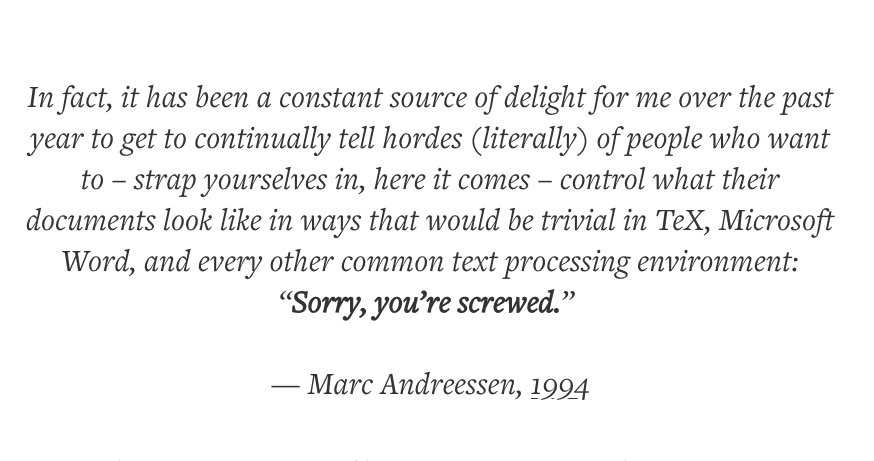 In fact, it has been a constant source of delight for me over the past
year to get to continually tell hordes (literally) of people who want
to – strap yourselves in, here it comes – control what their
documents look like in ways that would be trivial in TeX, Microsoft
Word, and every other common text processing environment:
“Sorry, you’re screwed.”
— Marc Andreessen, 1994